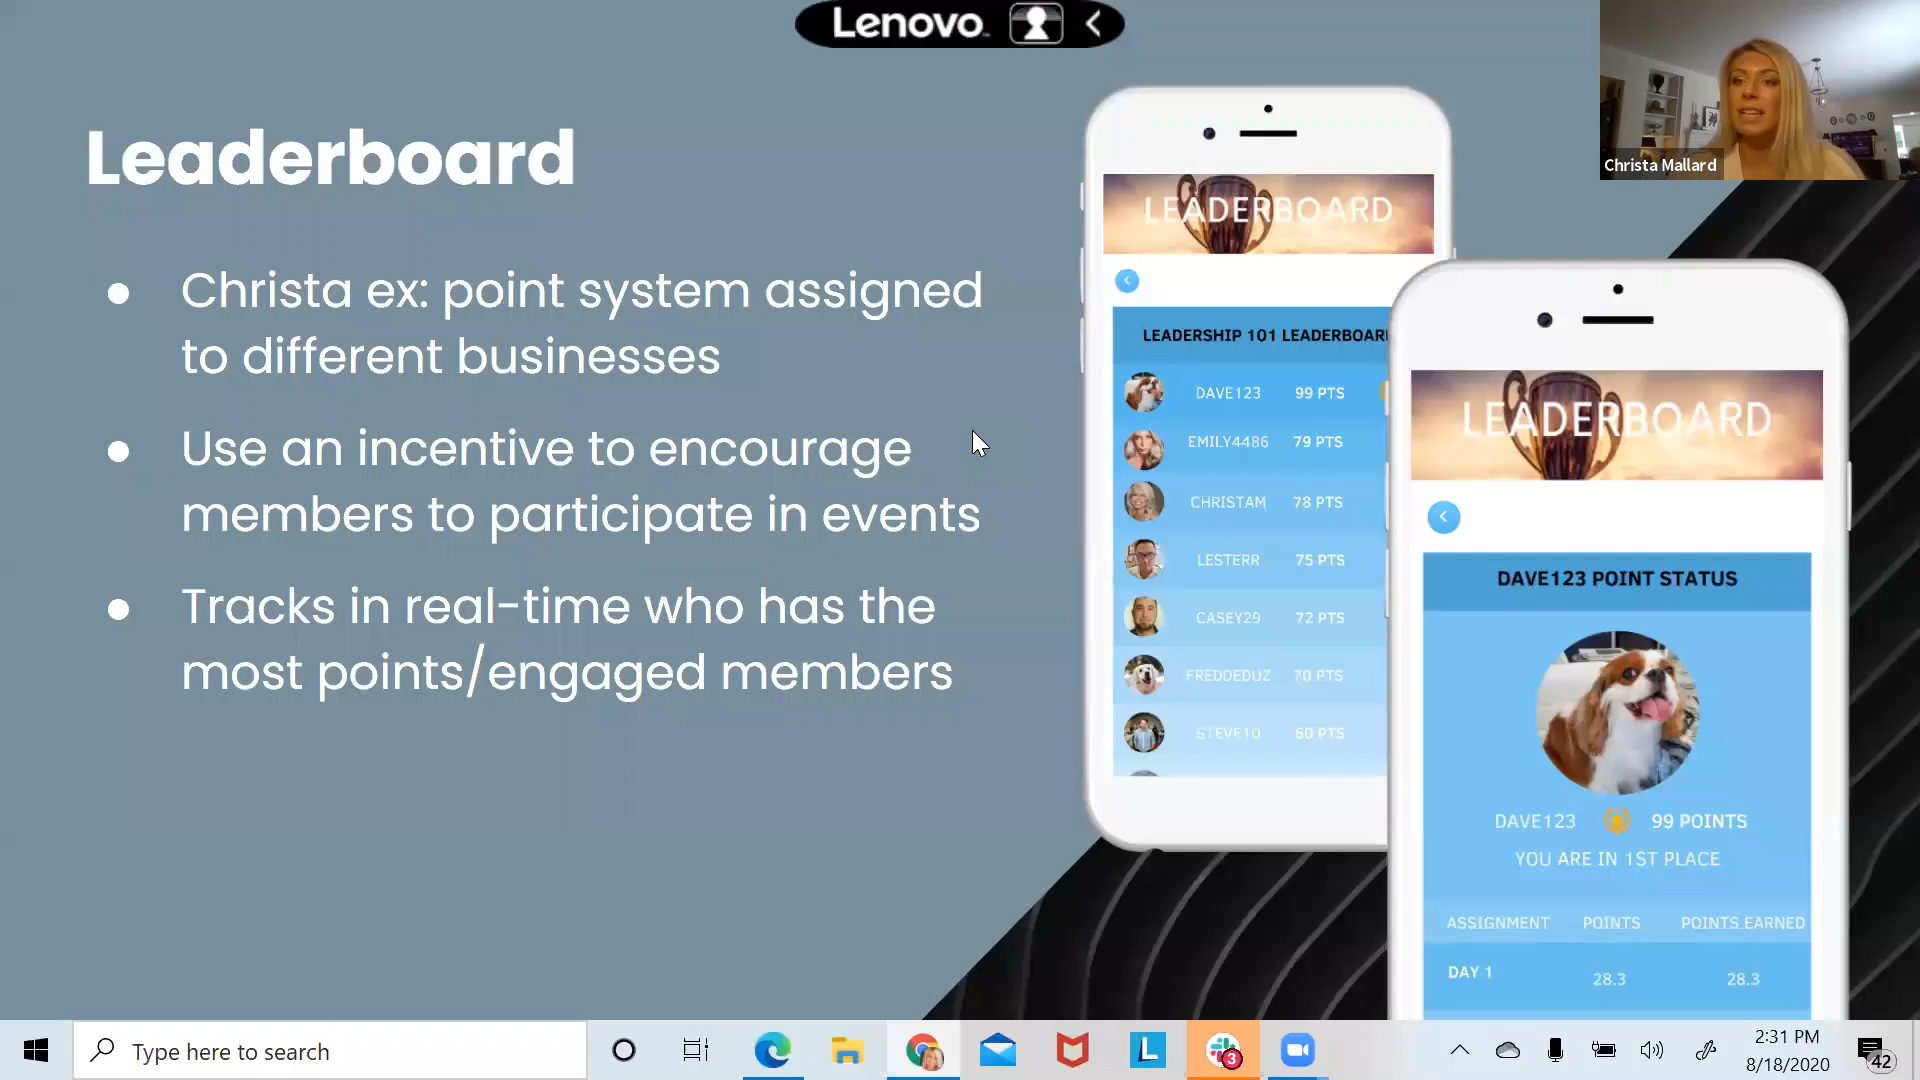 Lenovo
Christa Mallard
Leaderboard
Christa ex: point system assigned
to different businesses
Use an incentive to encourage
members to participate in events
Tracks in real-time who has the
most points/engaged members
LEADERBOARD
LEADERSHIP 101 LEADERBOAR
DAVE123 99 PTS
EMILY4486 79 PTS
CHRISTAM 78 PTS
LESTERR 75 PTS
CASEY29 72 PTS
FREDDEDUZ 70 PTS
STEVE10 60 PTS
LEADERBOARD
DAVE123 POINT STATUS
DAVE123 99 POINTS
YOU ARE IN 1ST PLACE
ASSIGNMENT POINTS POINTS EARNED
DAY 1 28.3 28.3
Type here to search
L
3
2:31 PM
8/18/2020
42